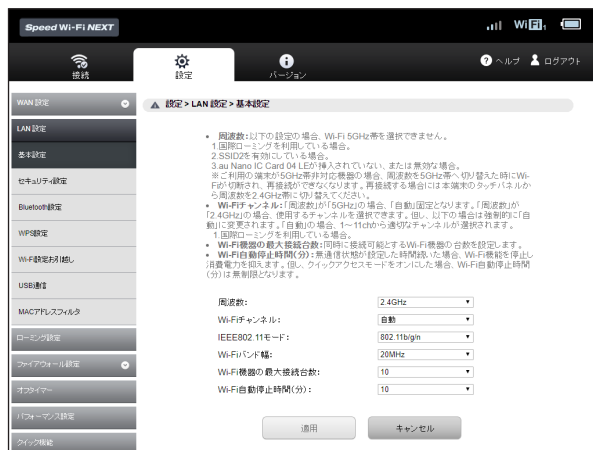 Speed Wi-Fi NEXT
Wi Fi 1
接続
設定
バージョン
ヘルプ
ログアウト
WAN 設定
LAN 設定
基本設定
セキュリティ設定
Bluetooth設定
WPS設定
Wi-Fi設定お引越し
USB通信
MACアドレスフィルタ
ローミング設定
ファイアウォール設定
オフタイマー
パフォーマンス設定
クイック機能
設定 > LAN 設定 > 基本設定
• 周波数:以下の設定の場合、Wi-Fi 5GHz帯を選択できません。
1.国際ローミングを利用している場合。
2.SSID2を有効にしている場合。
3.au Nano IC Card 04 LEが挿入されていない、または無効な場合。
※ご利用の端末が5GHz帯非対応機器の場合、周波数を5GHz帯へ切り替えた時にWi-
Fiが切断され、再接続ができなくなります。再接続する場合には本端末のタッチパネルか
ら周波数を2.4GHz帯に切り替えてください。
• Wi-Fiチャンネル:「周波数」が「5GHz」の場合、「自動」固定となります。「周波数」が
「2.4GHz」の場合、使用するチャンネルを選択できます。但し、以下の場合は強制的に「自
動」に変更されます。「自動」の場合、1～11chから適切なチャンネルが選択されます。
1.国際ローミングを利用している場合。
• Wi-Fi機器の最大接続台数:同時に接続可能とするWi-Fi機器の台数を設定します。
• Wi-Fi自動停止時間(分):無通信状態が設定した時間続いた場合、Wi-Fi機能を停止し
消費電力を抑えます。但し、クイックアクセスモードをオンにした場合、Wi-Fi自動停止時間
(分)は無制限となります。
周波数: 2.4GHz
Wi-Fiチャンネル: 自動
IEEE802.11モード: 802.11b/g/n
Wi-Fiバンド幅: 20MHz
Wi-Fi機器の最大接続台数: 10
Wi-Fi自動停止時間(分): 10
適用
キャンセル